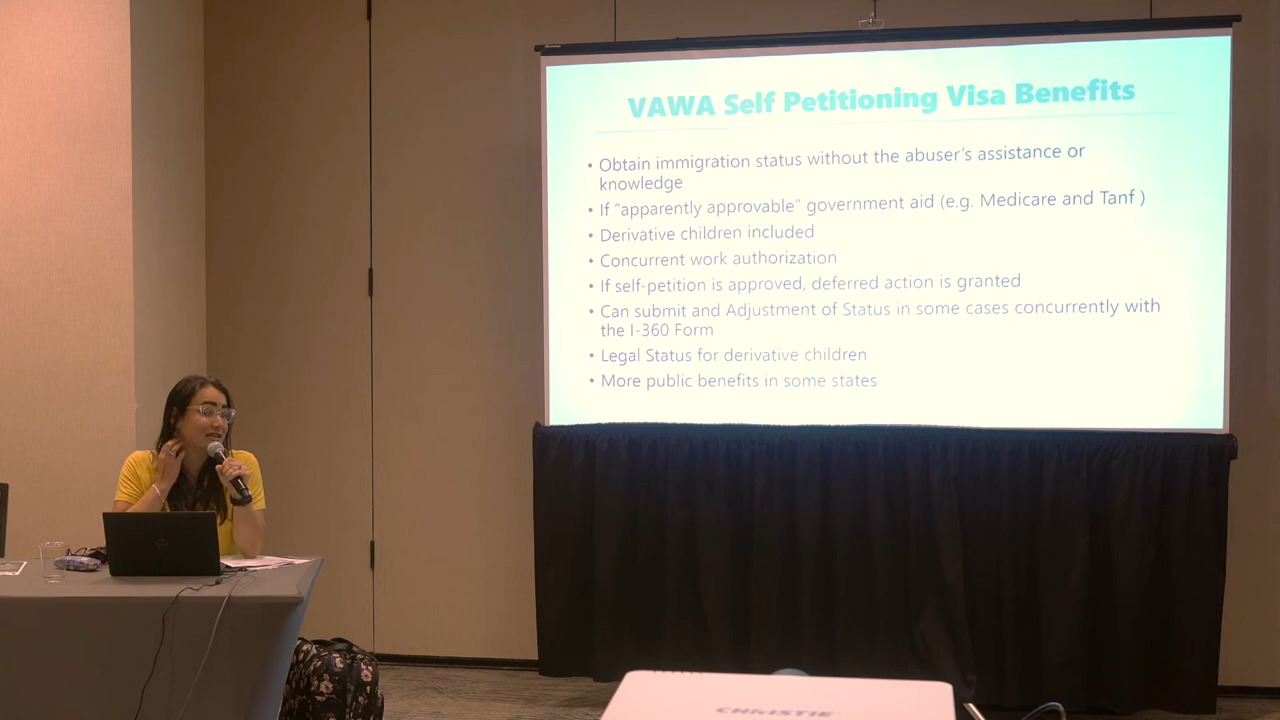 VAWA Self Petitioning Visa Benefits
• Obtain immigration status without the abuser's assistance or
knowledge
• If "apparently approvable" government aid (e.g. Medicare and Tanf )
• Derivative children included
• Concurrent work authorization
• If self-petition is approved, deferred action is granted
• Can submit and Adjustment of Status in some cases concurrently with
the I-360 Form
• Legal Status for derivative children
• More public benefits in some states
CHRISTIE